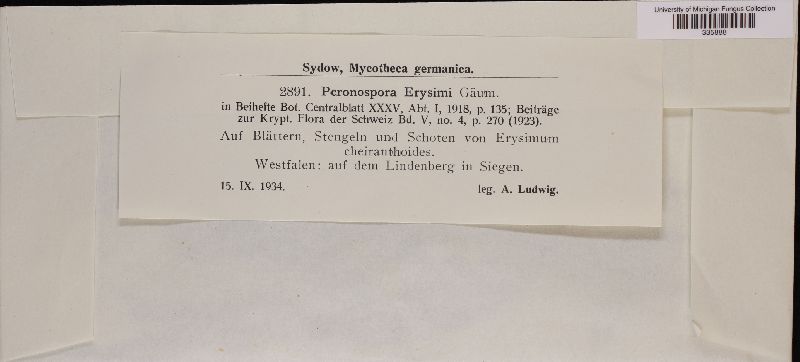 University of Michigan Fungus Collection
335888
Sydow, Mycotheca germanica.
2891. Peronospora Erysimi Gäum.
in Beihefte Bot. Centralblatt XXXV, Abt. I, 1918, p. 135; Beiträge
zur Krypt. Flora der Schweiz Bd. V, no. 4, p. 270 (1923).
Auf Blättern, Stengeln und Schoten von Erysimum
cheiranthoides.
Westfalen: auf dem Lindenberg in Siegen.
15. IX. 1934.
leg. A. Ludwig.